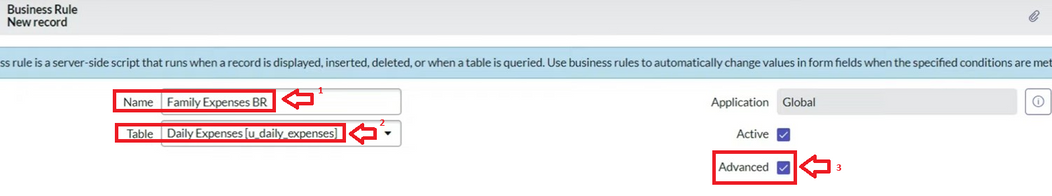 Business Rule
New record
ss rule is a server-side script that runs when a record is displayed, inserted, deleted, or when a table is queried. Use business rules to automatically change values in form fields when the specified conditions are met
Name Family Expenses BR 1
Application Global
Table Daily Expenses [u_daily_expenses] 2
Active
Advanced 3